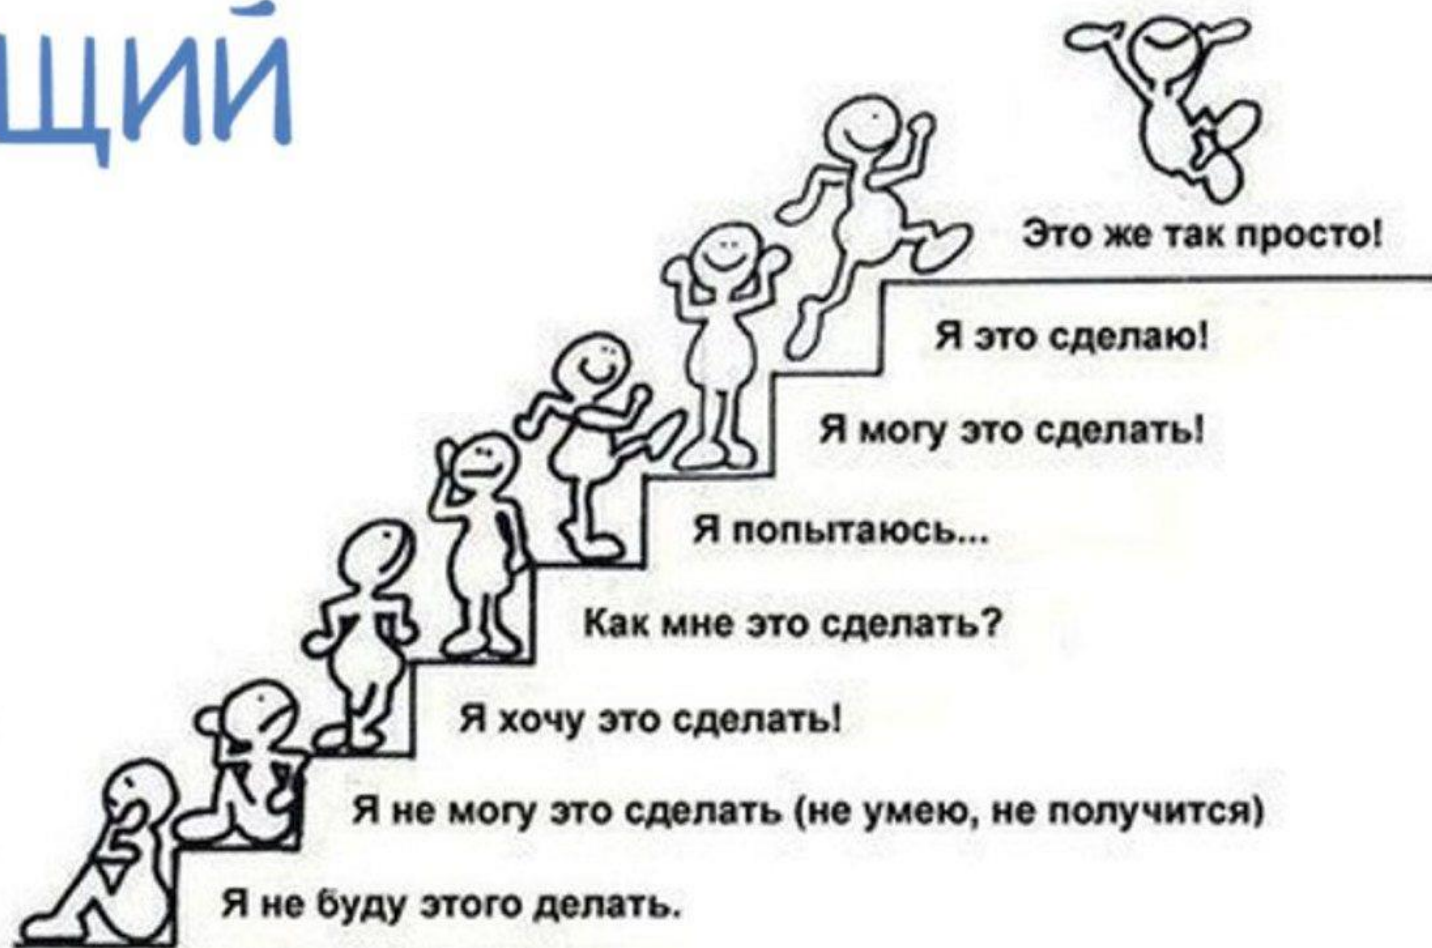 щий
Это же так просто!
Я это сделаю!
Я могу это сделать!
Я попытаюсь...
Как мне это сделать?
Я хочу это сделать!
Я не могу это сделать (не умею, не получится)
Я не буду этого делать.